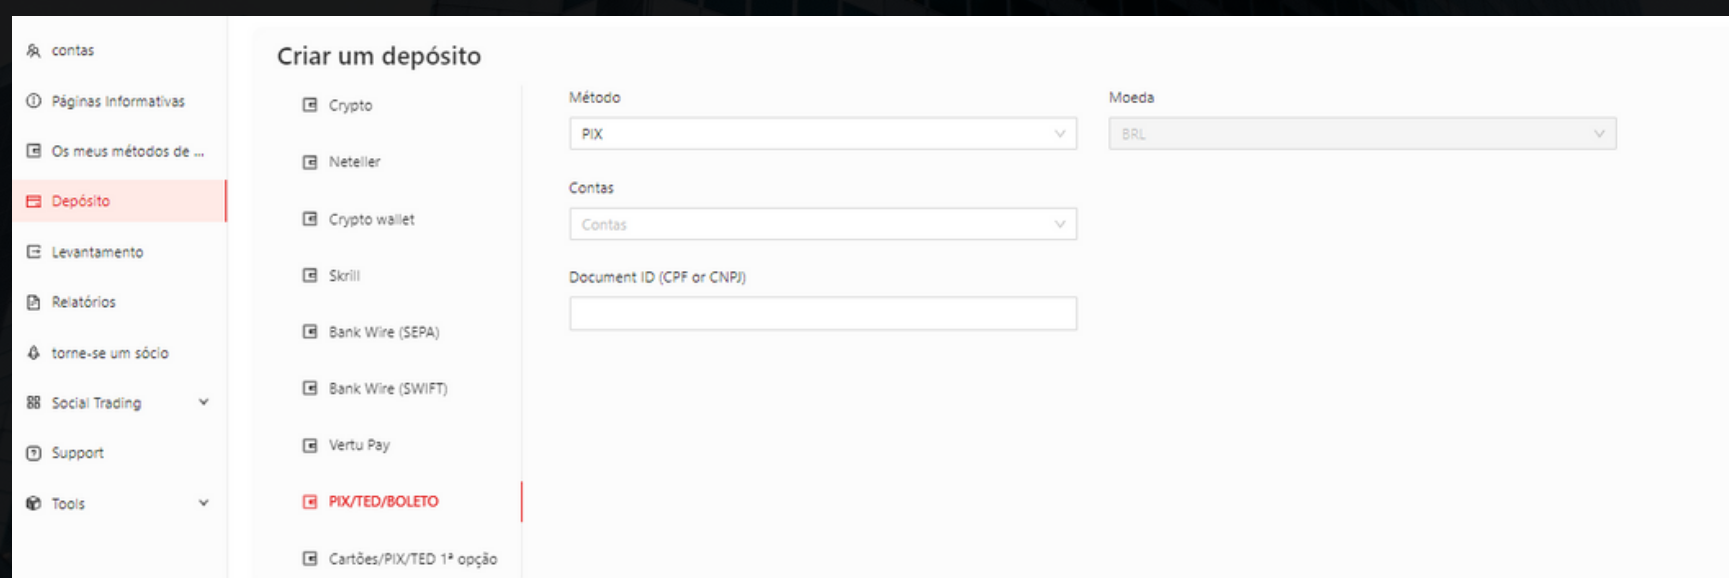 contas
Páginas Informativas
Os meus métodos de ...
Depósito
Levantamento
Relatórios
torne-se um sócio
Social Trading
Support
Tools
Criar um depósito
Crypto
Neteller
Crypto wallet
Skrill
Bank Wire (SEPA)
Bank Wire (SWIFT)
Vertu Pay
PIX/TED/BOLETO
Cartões/PIX/TED 1ª opção
Método
PIX
Moeda
BRL
Contas
Contas
Document ID (CPF or CNPJ)